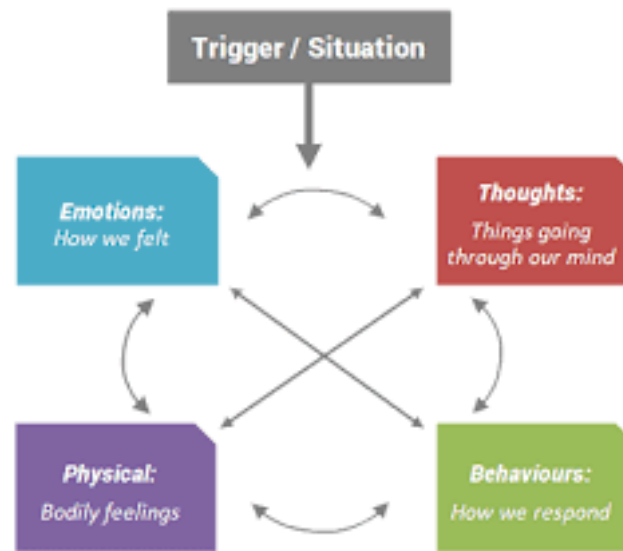 Trigger / Situation
Emotions:
How we felt
Thoughts:
Things going
through our mind
Physical:
Bodily feelings
Behaviours:
How we respond